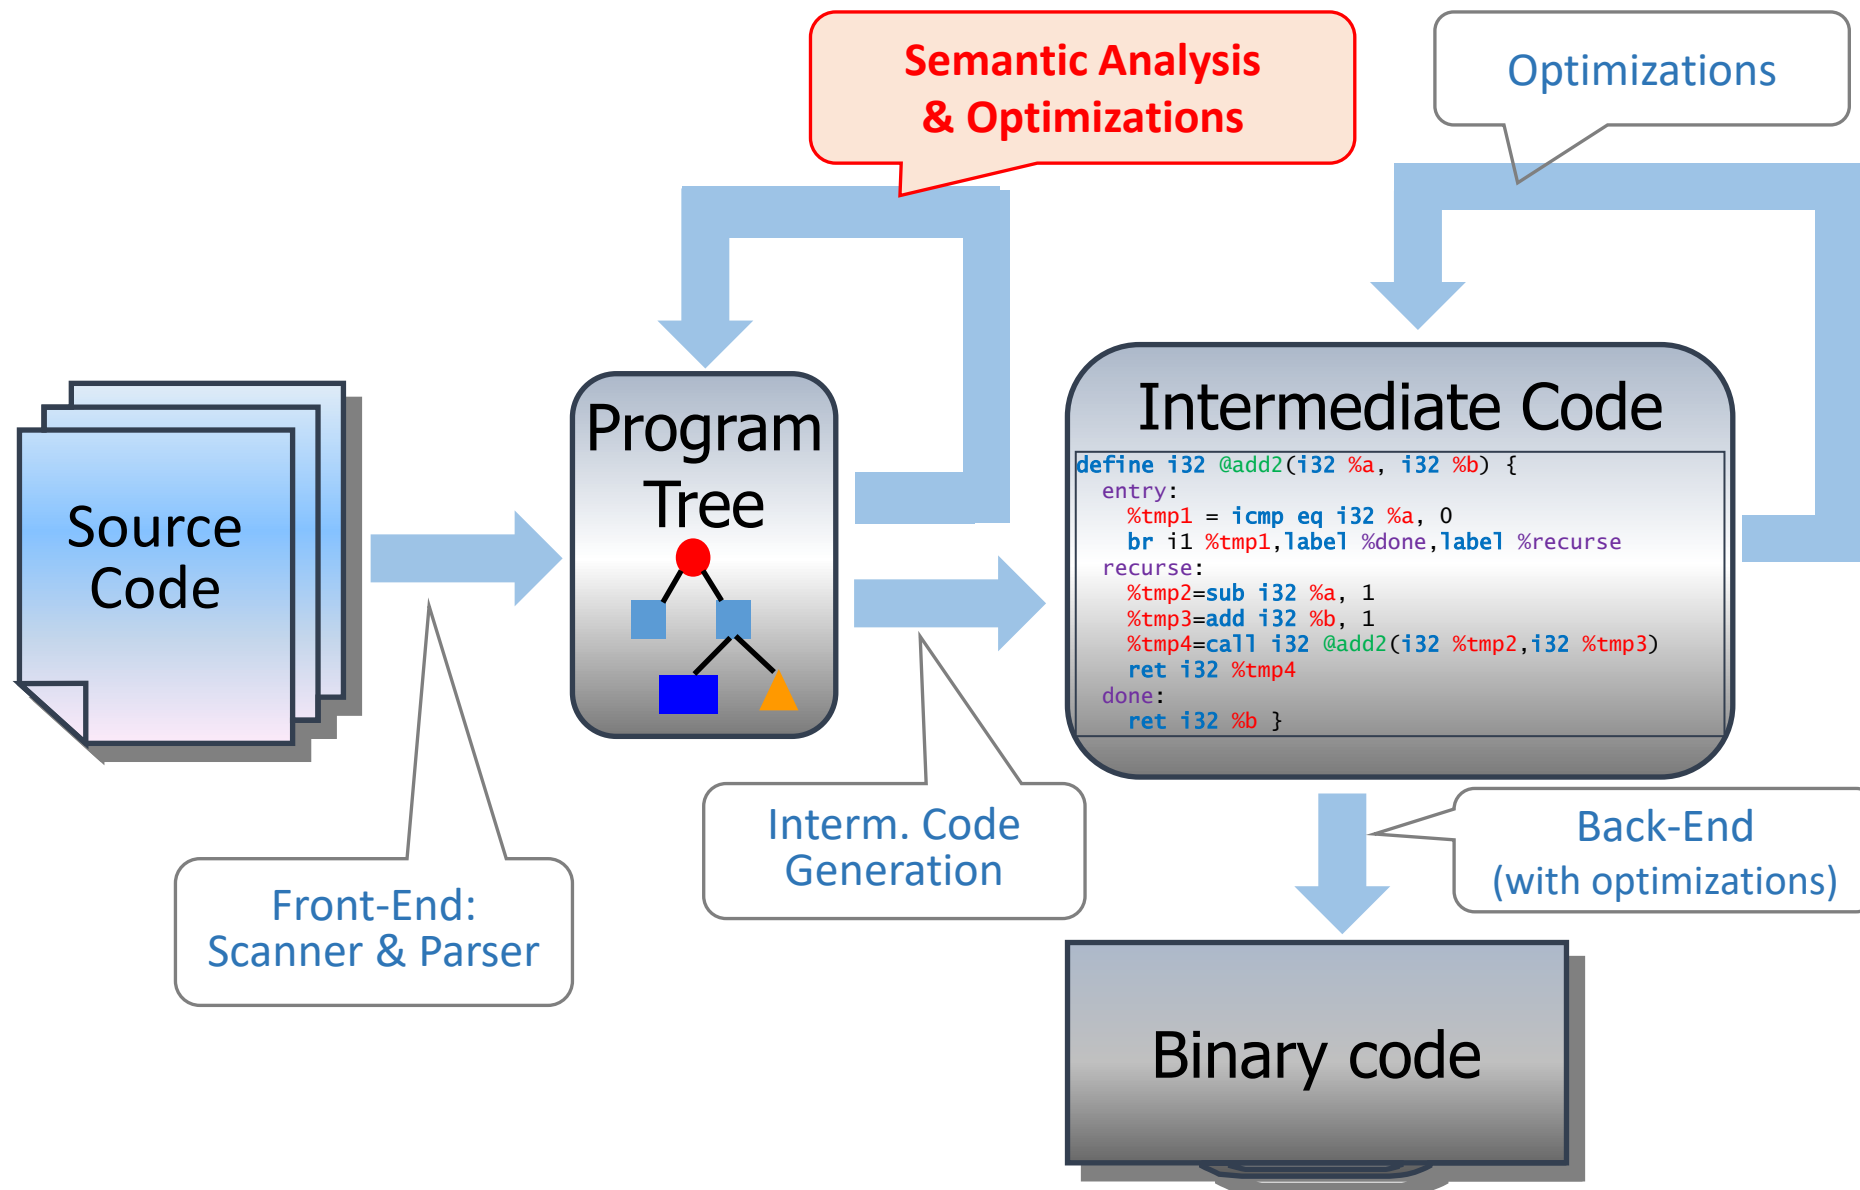 Semantic Analysis
& Optimizations
Optimizations
Source
Code
Program
Tree
Intermediate Code
define i32 @add2(i32 %a, i32 %b) {
  entry:
    %tmp1 = icmp eq i32 %a, 0
    br i1 %tmp1,label %done,label %recurse
  recurse:
    %tmp2=sub i32 %a, 1
    %tmp3=add i32 %b, 1
    %tmp4=call i32 @add2(i32 %tmp2,i32 %tmp3)
    ret i32 %tmp4
  done:
    ret i32 %b }
Front-End:
Scanner & Parser
Interm. Code
Generation
Back-End
(with optimizations)
Binary code